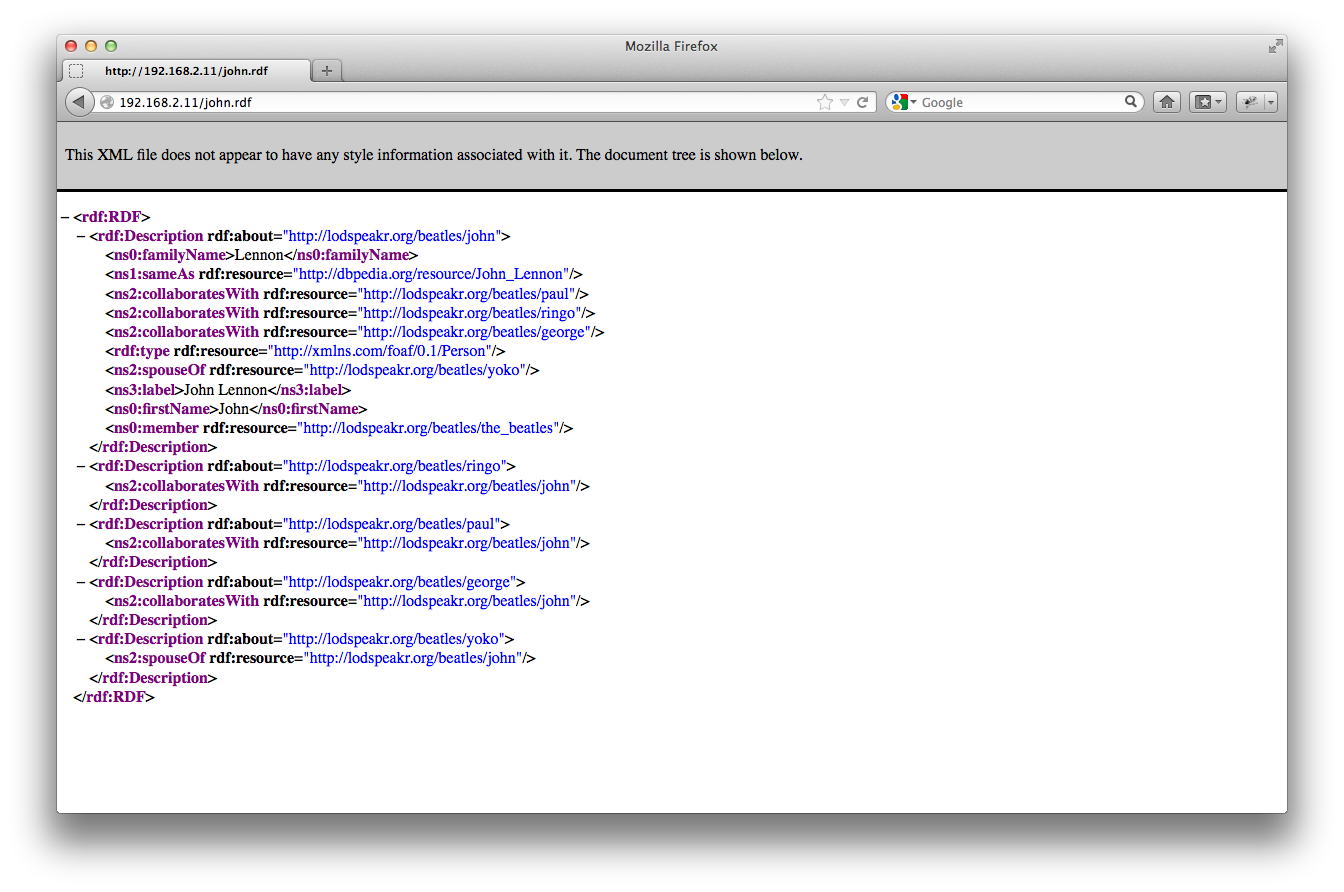 Mozilla Firefox
http://192.168.2.11/john.rdf
192.168.2.11/john.rdf
Google
This XML file does not appear to have any style information associated with it. The document tree is shown below.
− <rdf:RDF>
− <rdf:Description rdf:about="http://lodspeakr.org/beatles/john">
<ns0:familyName>Lennon</ns0:familyName>
<ns1:sameAs rdf:resource="http://dbpedia.org/resource/John_Lennon"/>
<ns2:collaboratesWith rdf:resource="http://lodspeakr.org/beatles/paul"/>
<ns2:collaboratesWith rdf:resource="http://lodspeakr.org/beatles/ringo"/>
<ns2:collaboratesWith rdf:resource="http://lodspeakr.org/beatles/george"/>
<rdf:type rdf:resource="http://xmlns.com/foaf/0.1/Person"/>
<ns2:spouseOf rdf:resource="http://lodspeakr.org/beatles/yoko"/>
<ns3:label>John Lennon</ns3:label>
<ns0:firstName>John</ns0:firstName>
<ns0:member rdf:resource="http://lodspeakr.org/beatles/the_beatles"/>
</rdf:Description>
− <rdf:Description rdf:about="http://lodspeakr.org/beatles/ringo">
<ns2:collaboratesWith rdf:resource="http://lodspeakr.org/beatles/john"/>
</rdf:Description>
− <rdf:Description rdf:about="http://lodspeakr.org/beatles/paul">
<ns2:collaboratesWith rdf:resource="http://lodspeakr.org/beatles/john"/>
</rdf:Description>
− <rdf:Description rdf:about="http://lodspeakr.org/beatles/george">
<ns2:collaboratesWith rdf:resource="http://lodspeakr.org/beatles/john"/>
</rdf:Description>
− <rdf:Description rdf:about="http://lodspeakr.org/beatles/yoko">
<ns2:spouseOf rdf:resource="http://lodspeakr.org/beatles/john"/>
</rdf:Description>
</rdf:RDF>